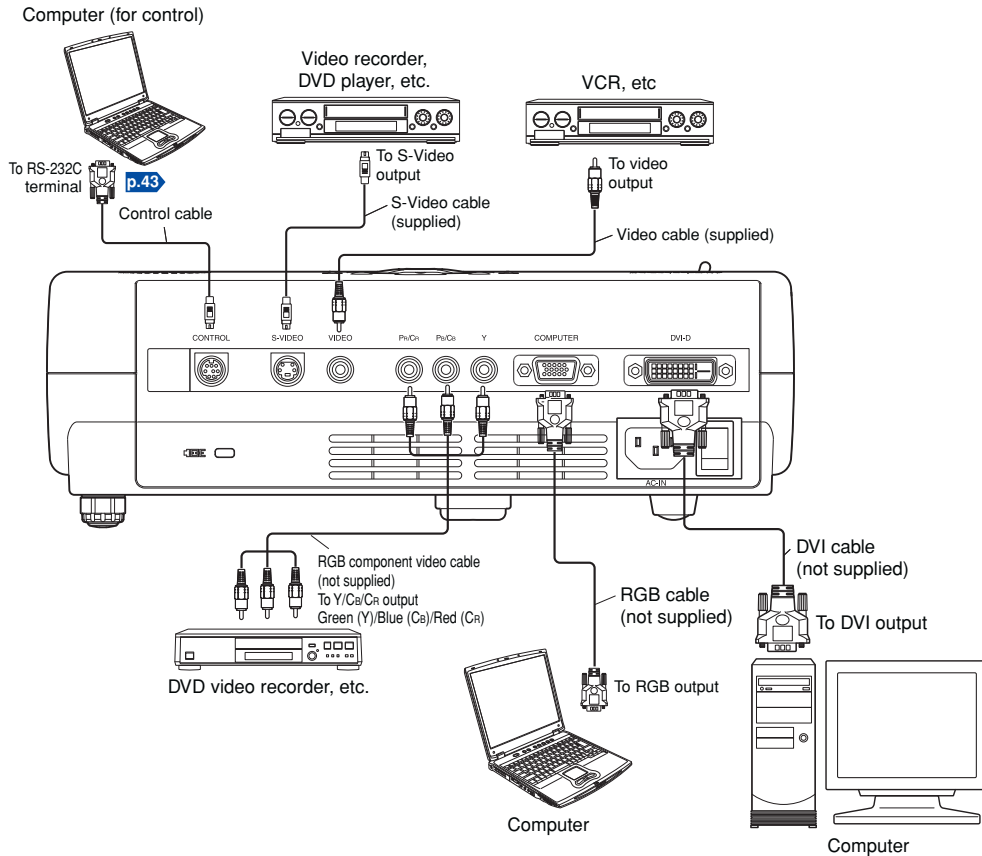 Computer (for control)
Video recorder,
DVD player, etc.
VCR, etc
To RS-232C
terminal
p.43
To S-Video
output
To video
output
Control cable
S-Video cable
(supplied)
Video cable (supplied)
CONTROL
S-VIDEO
VIDEO
PR/CR
PB/CB
Y
COMPUTER
DVI-D
AC-IN
RGB component video cable
(not supplied)
To Y/CB/CR output
Green (Y)/Blue (CB)/Red (CR)
DVD video recorder, etc.
RGB cable
(not supplied)
To RGB output
Computer
DVI cable
(not supplied)
To DVI output
Computer